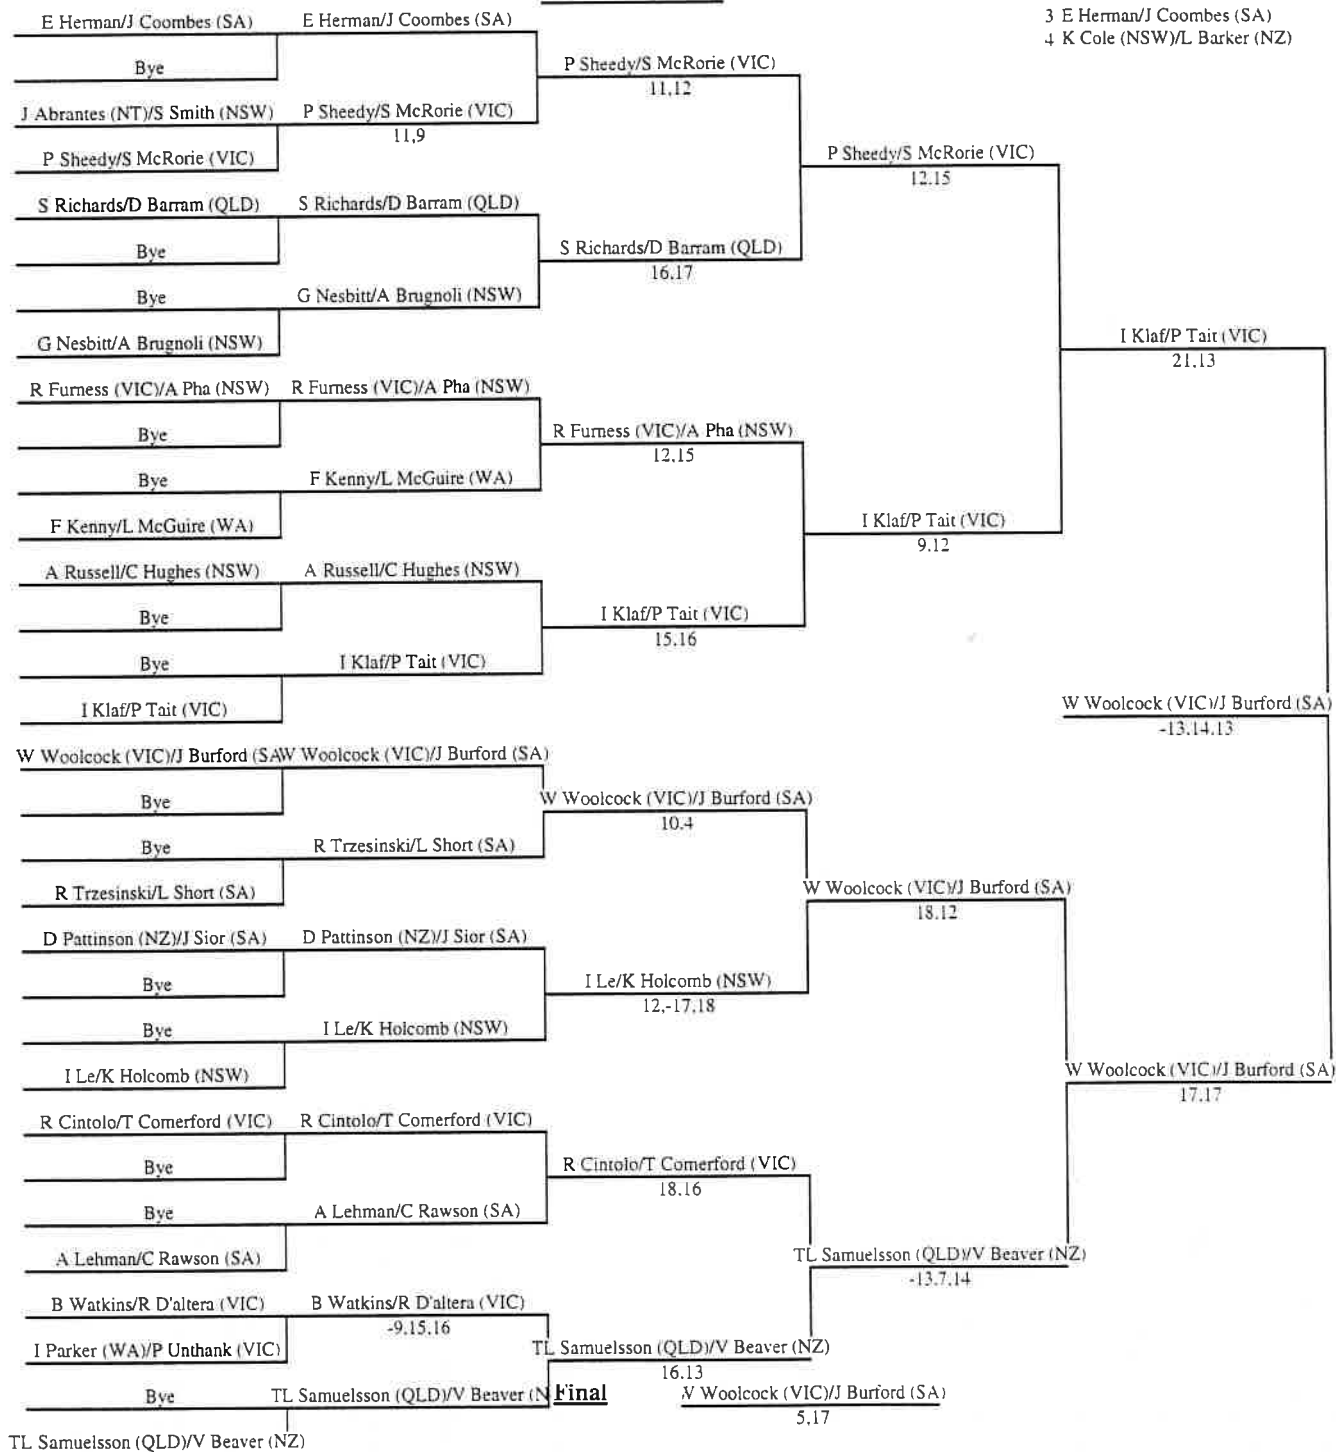 3 E Herman/J Coombes (SA)
4 K Cole (NSW)/L Barker (NZ)
E Herman/J Coombes (SA)
Bye
J Abrantes (NT)/S Smith (NSW)
P Sheedy/S McRorie (VIC)
S Richards/D Barram (QLD)
Bye
Bye
G Nesbitt/A Brugnoli (NSW)
R Furness (VIC)/A Pha (NSW)
Bye
Bye
F Kenny/L McGuire (WA)
A Russell/C Hughes (NSW)
Bye
Bye
I Klaf/P Tait (VIC)
W Woolcock (VIC)/J Burford (SA
Bye
Bye
R Trzesinski/L Short (SA)
D Pattinson (NZ)/J Sior (SA)
Bye
Bye
I Le/K Holcomb (NSW)
R Cintolo/T Comerford (VIC)
Bye
Bye
A Lehman/C Rawson (SA)
B Watkins/R D'altera (VIC)
I Parker (WA)/P Unthank (VIC)
Bye
TL Samuelsson (QLD)/V Beaver (NZ)
E Herman/J Coombes (SA)
P Sheedy/S McRorie (VIC)
11,9
S Richards/D Barram (QLD)
G Nesbitt/A Brugnoli (NSW)
R Furness (VIC)/A Pha (NSW)
F Kenny/L McGuire (WA)
A Russell/C Hughes (NSW)
I Klaf/P Tait (VIC)
W Woolcock (VIC)/J Burford (SA)
R Trzesinski/L Short (SA)
D Pattinson (NZ)/J Sior (SA)
I Le/K Holcomb (NSW)
R Cintolo/T Comerford (VIC)
A Lehman/C Rawson (SA)
B Watkins/R D'altera (VIC)
-9,15,16
TL Samuelsson (QLD)/V Beaver (N
P Sheedy/S McRorie (VIC)
11,12
S Richards/D Barram (QLD)
16,17
R Furness (VIC)/A Pha (NSW)
12,15
I Klaf/P Tait (VIC)
15,16
W Woolcock (VIC)/J Burford (SA)
10,4
I Le/K Holcomb (NSW)
12,-17,18
R Cintolo/T Comerford (VIC)
18,16
TL Samuelsson (QLD)/V Beaver (NZ)
16,13
P Sheedy/S McRorie (VIC)
12,15
I Klaf/P Tait (VIC)
9,12
W Woolcock (VIC)/J Burford (SA)
18,12
TL Samuelsson (QLD)/V Beaver (NZ)
-13,7,14
I Klaf/P Tait (VIC)
21,13
W Woolcock (VIC)/J Burford (SA)
17,17
W Woolcock (VIC)/J Burford (SA)
-13,14,13
Final
W Woolcock (VIC)/J Burford (SA)
5,17